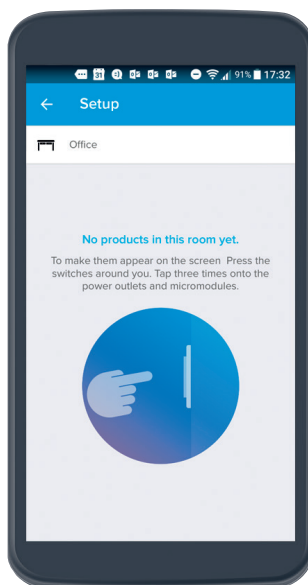 31 91% 17:32
← Setup
Office
No products in this room yet.
To make them appear on the screen Press the
switches around you. Tap three times onto the
power outlets and micromodules.